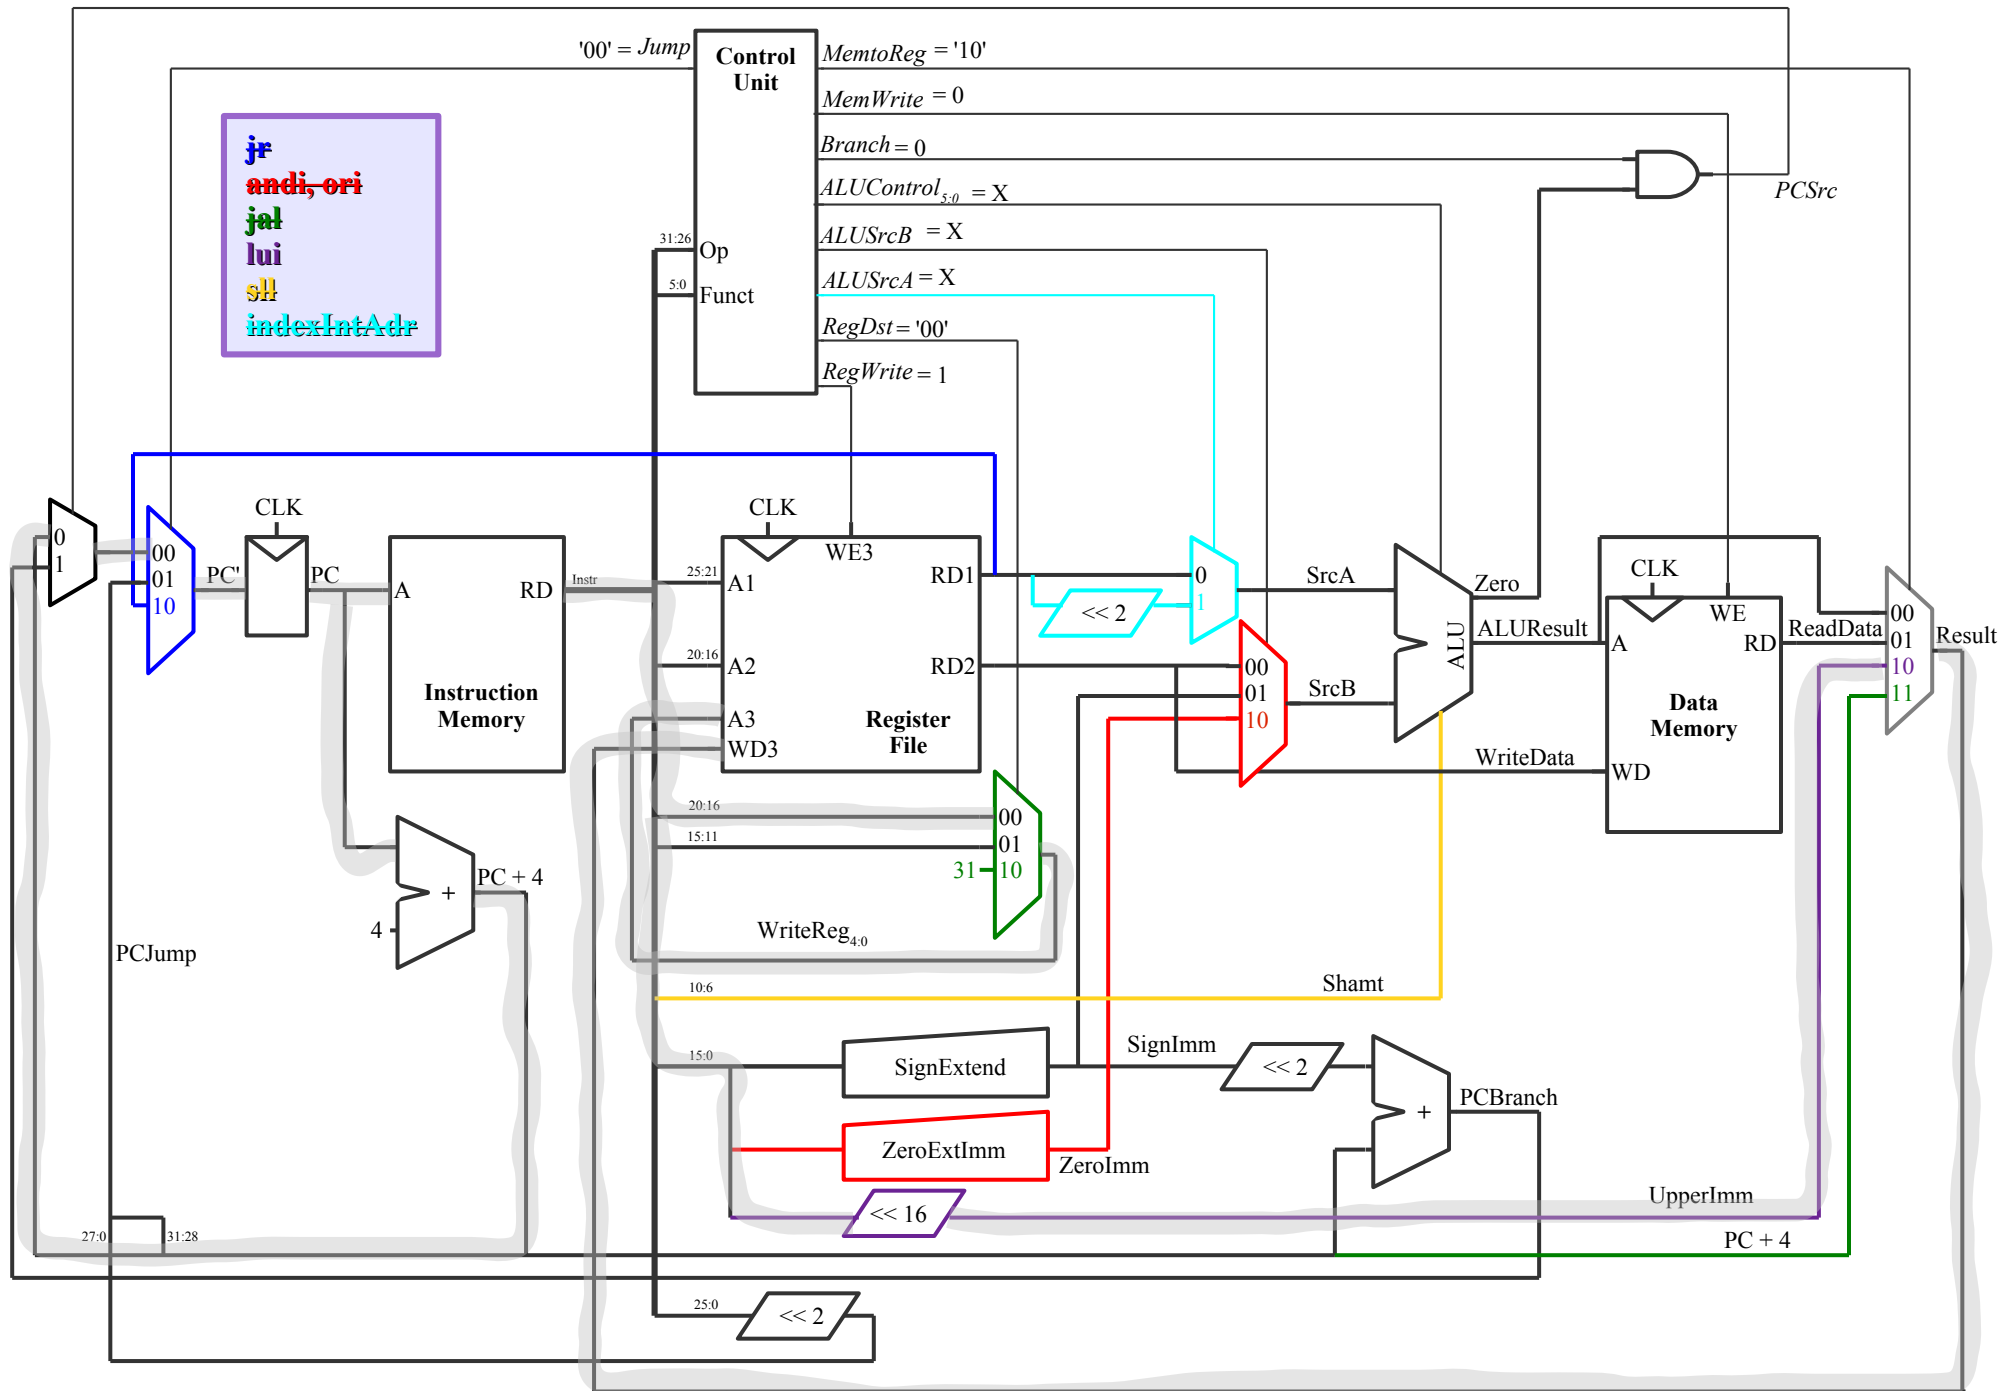 '00' = Jump
Control
Unit
MemtoReg = '10'
MemWrite = 0
Branch = 0
ALUControl5:0 = X
ALUSrcB = X
ALUSrcA = X
RegDst = '00'
RegWrite = 1
31:26
Op
5:0
Funct
PCSrc
jr
andi, ori
jal
lui
sll
indexIntAdr
0
1
00
01
10
PC'
CLK
PC
A
RD
Instruction
Memory
Instr
CLK
WE3
25:21
A1
20:16
A2
A3
WD3
RD1
RD2
Register
File
0
1
<< 2
00
01
10
SrcA
SrcB
ALU
Zero
ALUResult
WriteData
CLK
WE
A
RD
Data
Memory
WD
ReadData
00
01
10
11
Result
20:16
15:11
31
00
01
10
WriteReg4:0
PC + 4
+
4
PCJump
10:6
Shamt
15:0
SignExtend
SignImm
<< 2
+
PCBranch
ZeroExtImm
ZeroImm
<< 16
UpperImm
27:0
31:28
PC + 4
25:0
<< 2